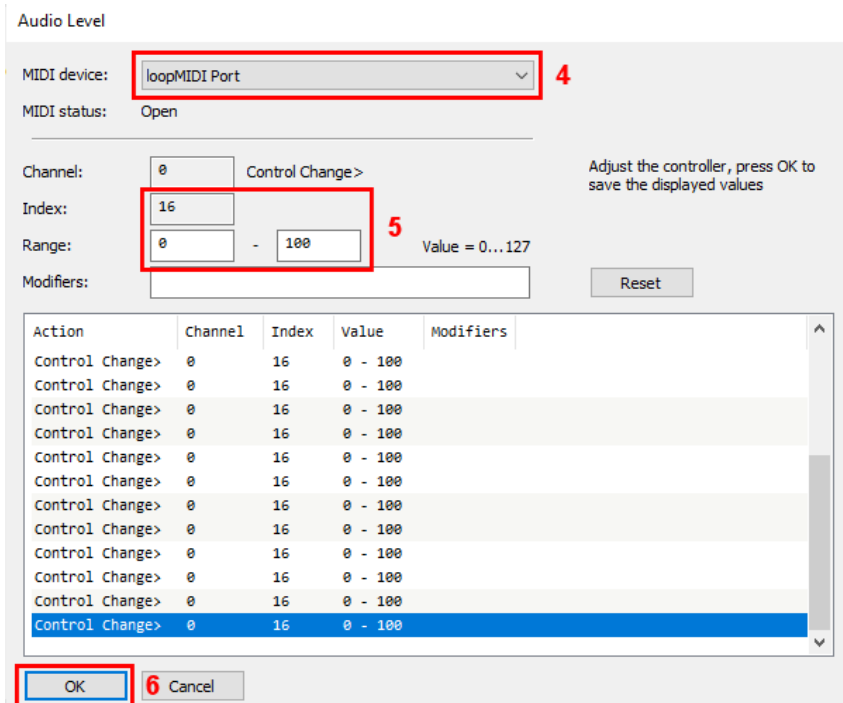 Audio Level
MIDI device: loopMIDI Port 4
MIDI status: Open
Channel: 0 Control Change> Adjust the controller, press OK to
save the displayed values
Index: 16
5
Range: 0 - 100 Value = 0...127
Modifiers: Reset
Action Channel Index Value Modifiers
Control Change> 0 16 0 - 100
Control Change> 0 16 0 - 100
Control Change> 0 16 0 - 100
Control Change> 0 16 0 - 100
Control Change> 0 16 0 - 100
Control Change> 0 16 0 - 100
Control Change> 0 16 0 - 100
Control Change> 0 16 0 - 100
Control Change> 0 16 0 - 100
Control Change> 0 16 0 - 100
Control Change> 0 16 0 - 100
Control Change> 0 16 0 - 100
OK 6 Cancel